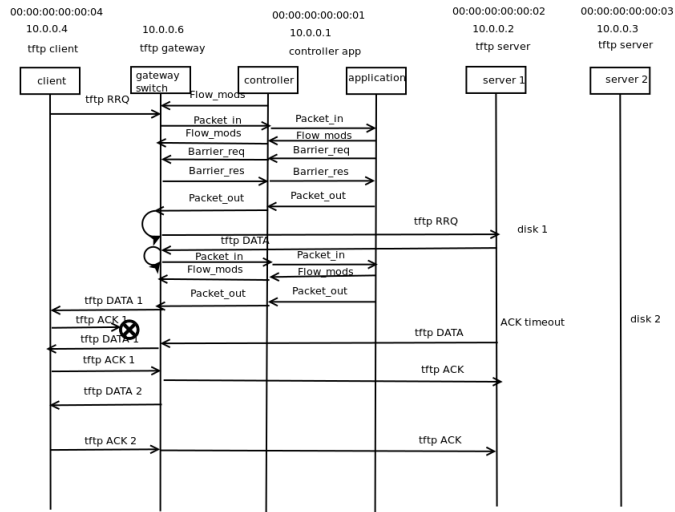 00:00:00:00:00:04
00:00:00:00:00:01
00:00:00:00:00:02
00:00:00:00:00:03
10.0.0.4
10.0.0.6
10.0.0.1
10.0.0.2
10.0.0.3
tftp client
tftp gateway
controller app
tftp server
tftp server
client
gateway
switch
controller
application
server 1
server 2
Flow_mods
tftp RRQ
Packet_in
Packet_in
Flow_mods
Flow_mods
Barrier_req
Barrier_req
Barrier_res
Barrier_res
Packet_out
Packet_out
tftp RRQ
disk 1
tftp DATA
Packet_in
Packet_in
Flow_mods
Flow_mods
Packet_out
Packet_out
tftp DATA 1
tftp ACK 1
ACK timeout
disk 2
tftp DATA 1
tftp DATA
tftp ACK 1
tftp ACK
tftp DATA 2
tftp ACK 2
tftp ACK